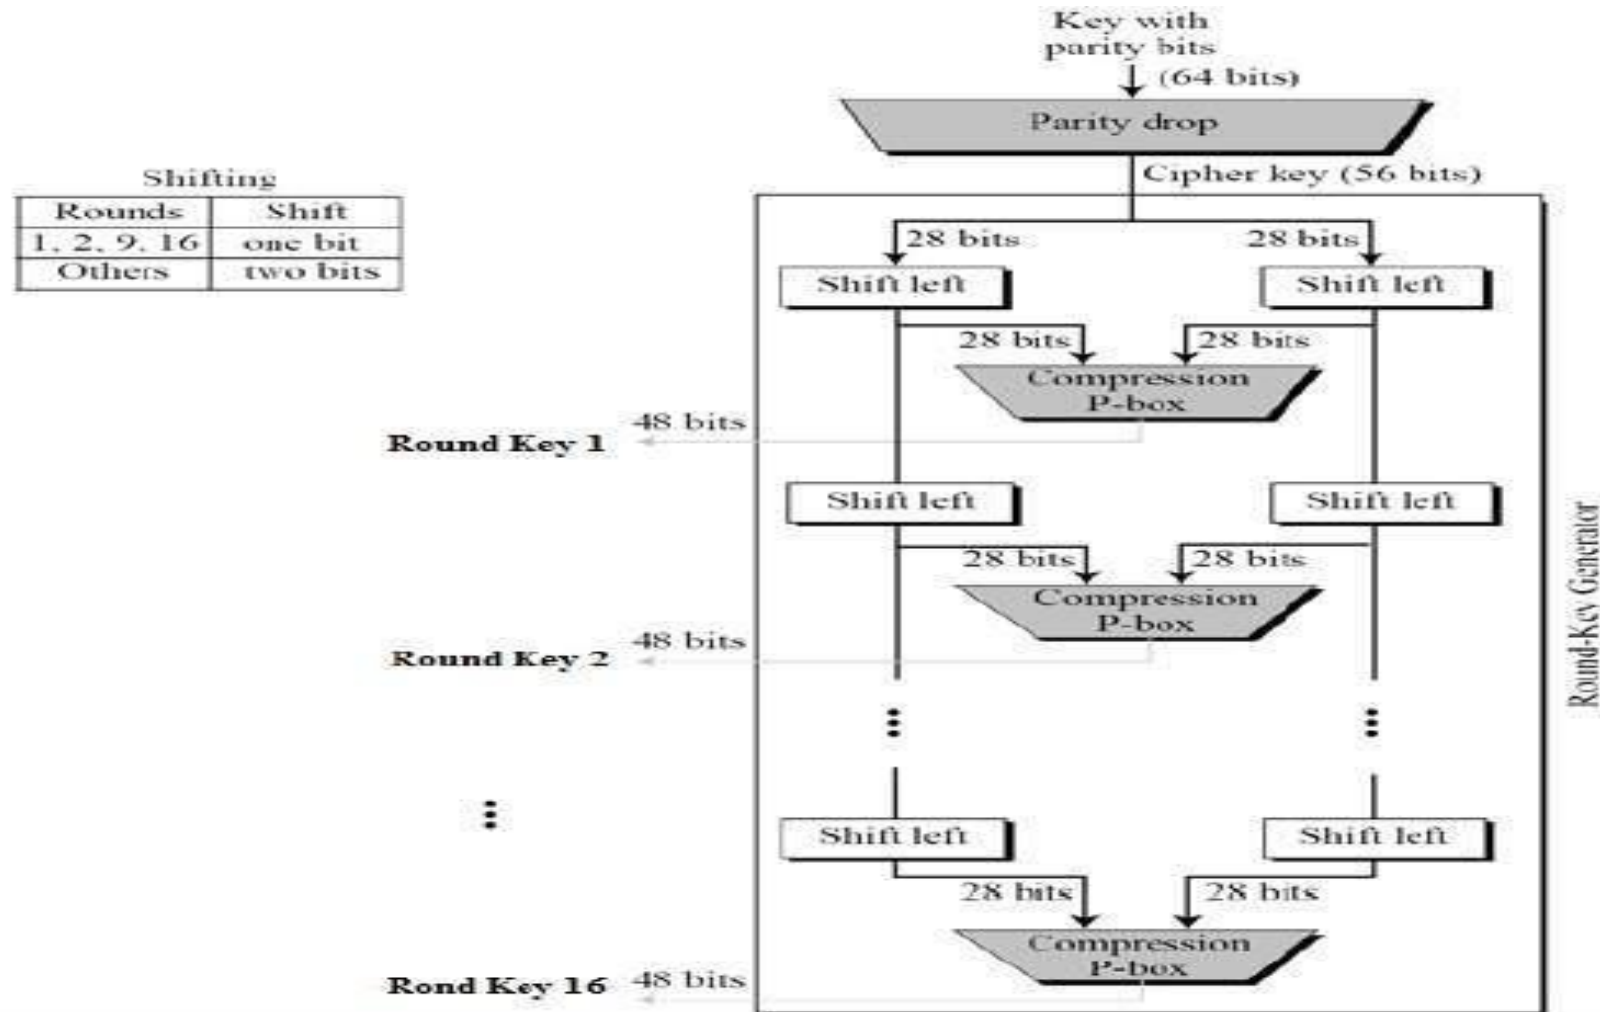 Key with
parity bits
(64 bits)
Parity drop
Cipher key (56 bits)
Shifting
Rounds Shift
1, 2, 9, 16 one bit
Others two bits
28 bits 28 bits
Shift left Shift left
28 bits 28 bits
Compression
P-box
48 bits
Round Key 1
Shift left Shift left
28 bits 28 bits
Compression
P-box
48 bits
Round Key 2
Round-Key Generator
Shift left Shift left
28 bits 28 bits
Compression
P-box
Rond Key 16 48 bits